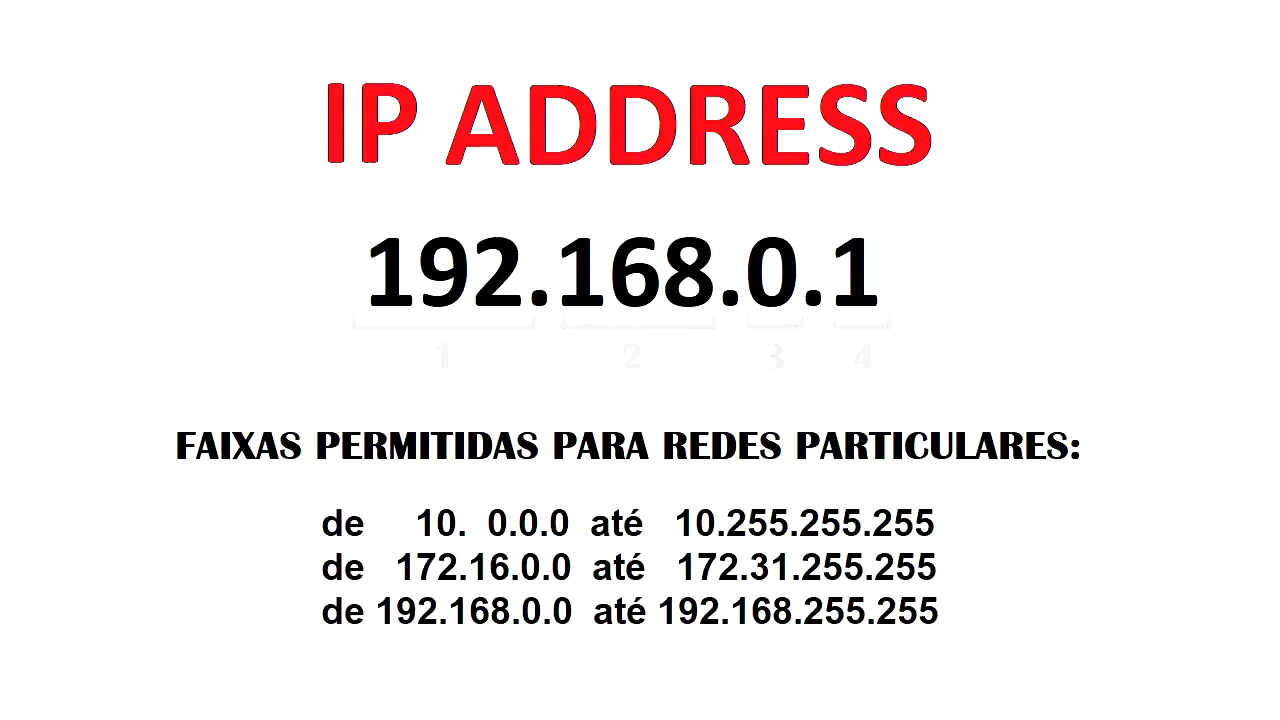 IP ADDRESS
192.168.0.1
1 2 3 4
FAIXAS PERMITIDAS PARA REDES PARTICULARES:
de 10. 0.0.0 até 10.255.255.255
de 172.16.0.0 até 172.31.255.255
de 192.168.0.0 até 192.168.255.255